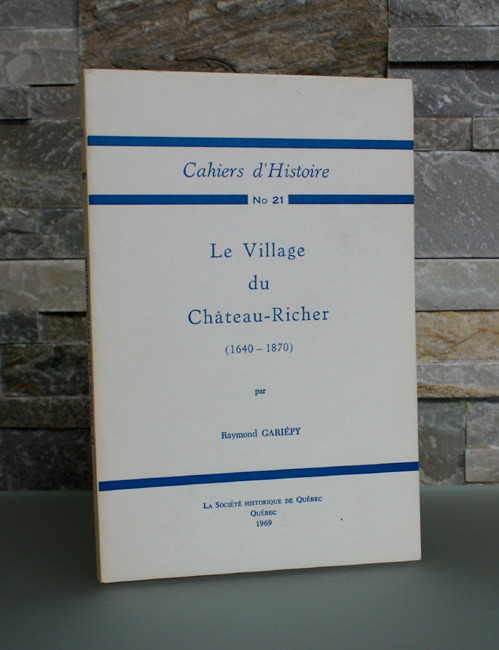 Cahiers d'Histoire
No 21
Le Village
du
Château-Richer
(1640 – 1870)
par
Raymond GARIÉPY
La Société historique de Québec
Québec
1969